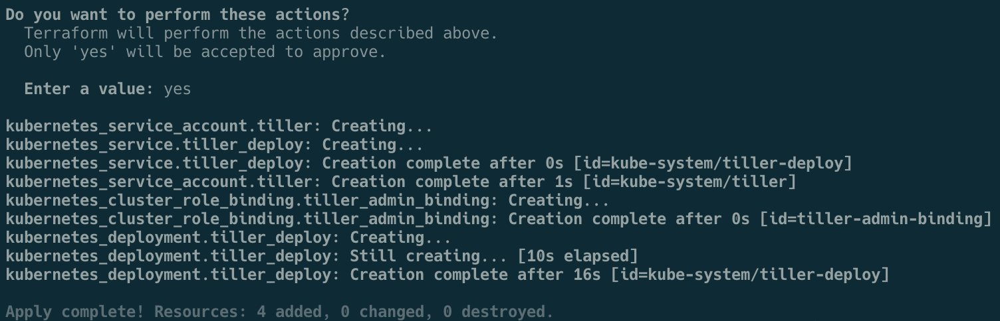 Do you want to perform these actions?
Terraform will perform the actions described above.
Only 'yes' will be accepted to approve.
Enter a value: yes
kubernetes_service_account.tiller: Creating...
kubernetes_service.tiller_deploy: Creating...
kubernetes_service.tiller_deploy: Creation complete after 0s [id=kube-system/tiller-deploy]
kubernetes_service_account.tiller: Creation complete after 1s [id=kube-system/tiller]
kubernetes_cluster_role_binding.tiller_admin_binding: Creating...
kubernetes_cluster_role_binding.tiller_admin_binding: Creation complete after 0s [id=tiller-admin-binding]
kubernetes_deployment.tiller_deploy: Creating...
kubernetes_deployment.tiller_deploy: Still creating... [10s elapsed]
kubernetes_deployment.tiller_deploy: Creation complete after 16s [id=kube-system/tiller-deploy]
Apply complete! Resources: 4 added, 0 changed, 0 destroyed.